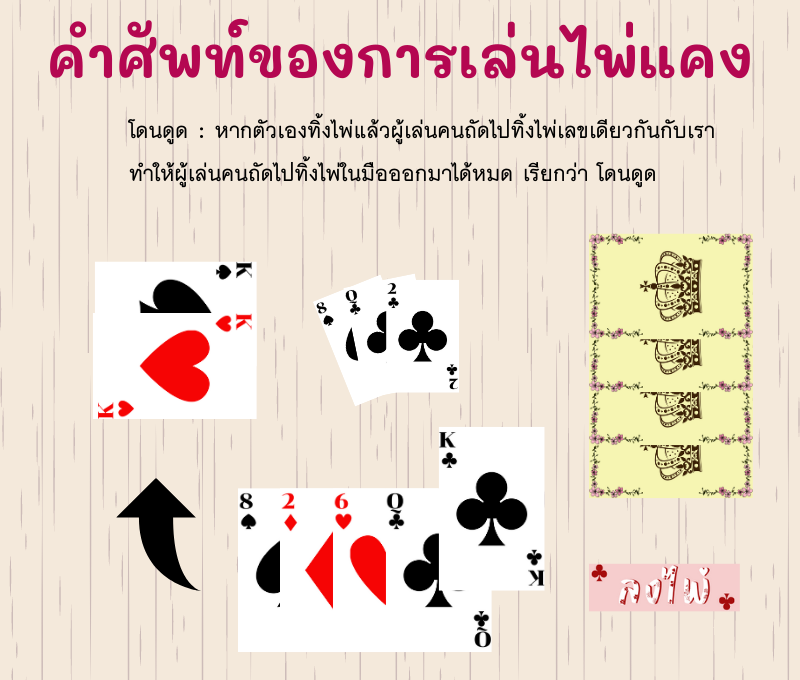 คำศัพท์ของการเล่นไพ่แคง
โดนดูด : หากตัวเองทิ้งไพ่แล้วผู้เล่นคนถัดไปทิ้งไพ่เลขเดียวกันกับเรา
ทำให้ผู้เล่นคนถัดไปทิ้งไพ่ในมือออกมาได้หมด เรียกว่า โดนดูด
K
K
K
8 Q 2
2
K
8 2 6 Q
K
Q
ลงไพ่